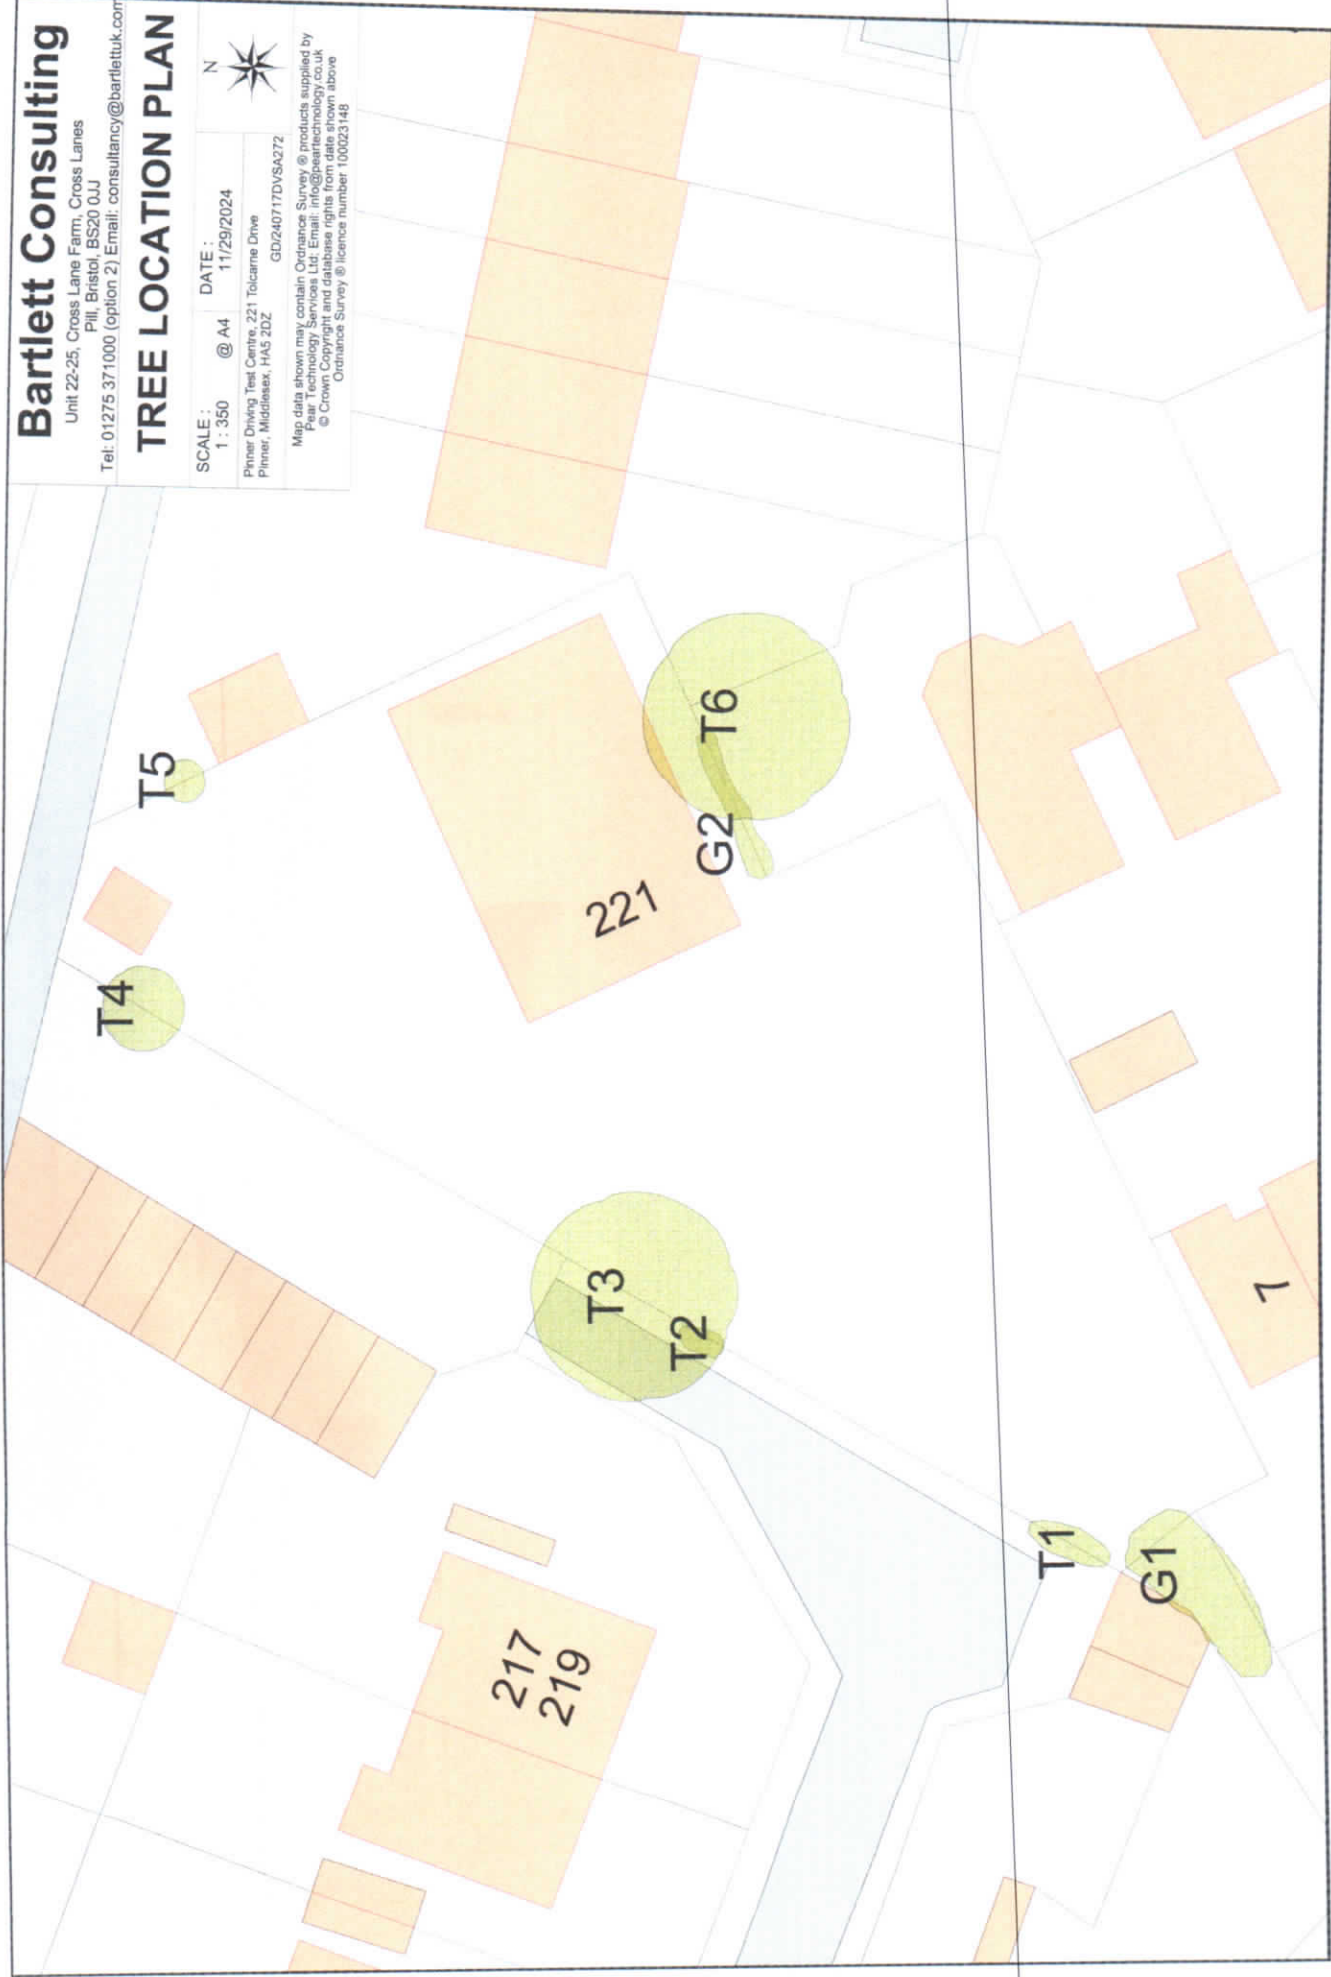 Bartlett Consulting
Unit 22-25, Cross Lane Farm, Cross Lanes
Pill, Bristol, BS20 0JJ
Tel: 01275 371000 (option 2) Email: consultancy@bartlettuk.com
TREE LOCATION PLAN
SCALE :
1 : 350 @ A4
DATE :
11/29/2024
N
Pinner Driving Test Centre, 221 Tolcarne Drive
Pinner, Middlesex, HA5 2DZ
GD/240717DVSA272
Map data shown may contain Ordnance Survey ® products supplied by
Pear Technology Services Ltd; Email: info@peartechnology.co.uk
© Crown Copyright and database rights from date shown above
Ordnance Survey ® licence number 100023148
T5
T4
T6
G2
221
T3
T2
217
219
T1
G1
7